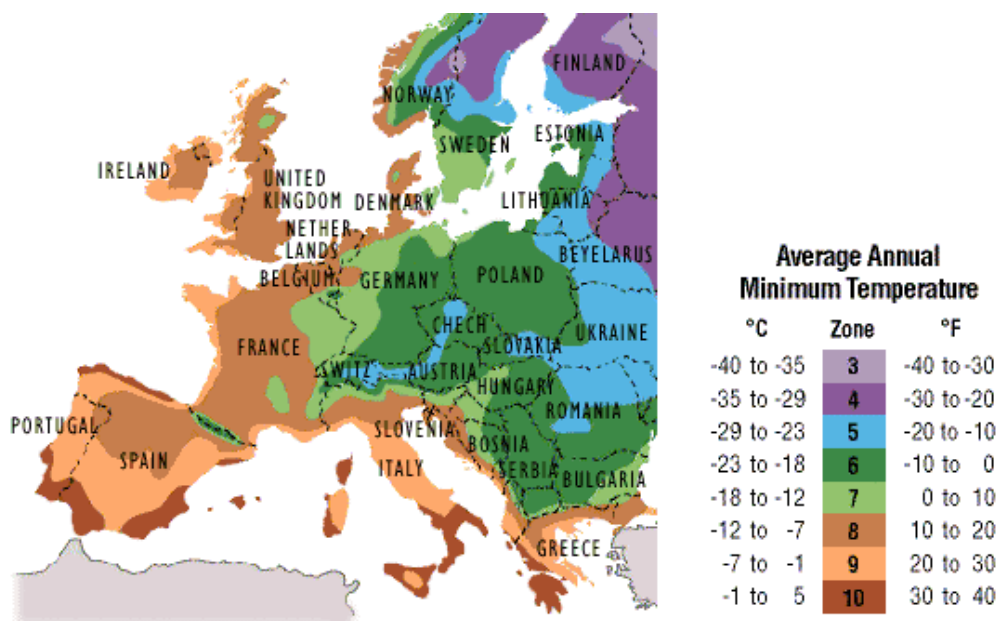 FINLAND
NORWAY
SWEDEN
ESTONIA
IRELAND
UNITED
KINGDOM
DENMARK
LITHUANIA
NETHER-
LANDS
BELGIUM
GERMANY
POLAND
BEYELARUS
CHECH
UKRAINE
FRANCE
SLOVAKIA
SWITZ
AUSTRIA
HUNGARY
ROMANIA
PORTUGAL
SLOVENIA
BOSNIA
SPAIN
ITALY
SERBIA
BULGARIA
GREECE
Average Annual
Minimum Temperature
°C Zone °F
-40 to -35 3 -40 to -30
-35 to -29 4 -30 to -20
-29 to -23 5 -20 to -10
-23 to -18 6 -10 to 0
-18 to -12 7 0 to 10
-12 to -7 8 10 to 20
-7 to -1 9 20 to 30
-1 to 5 10 30 to 40